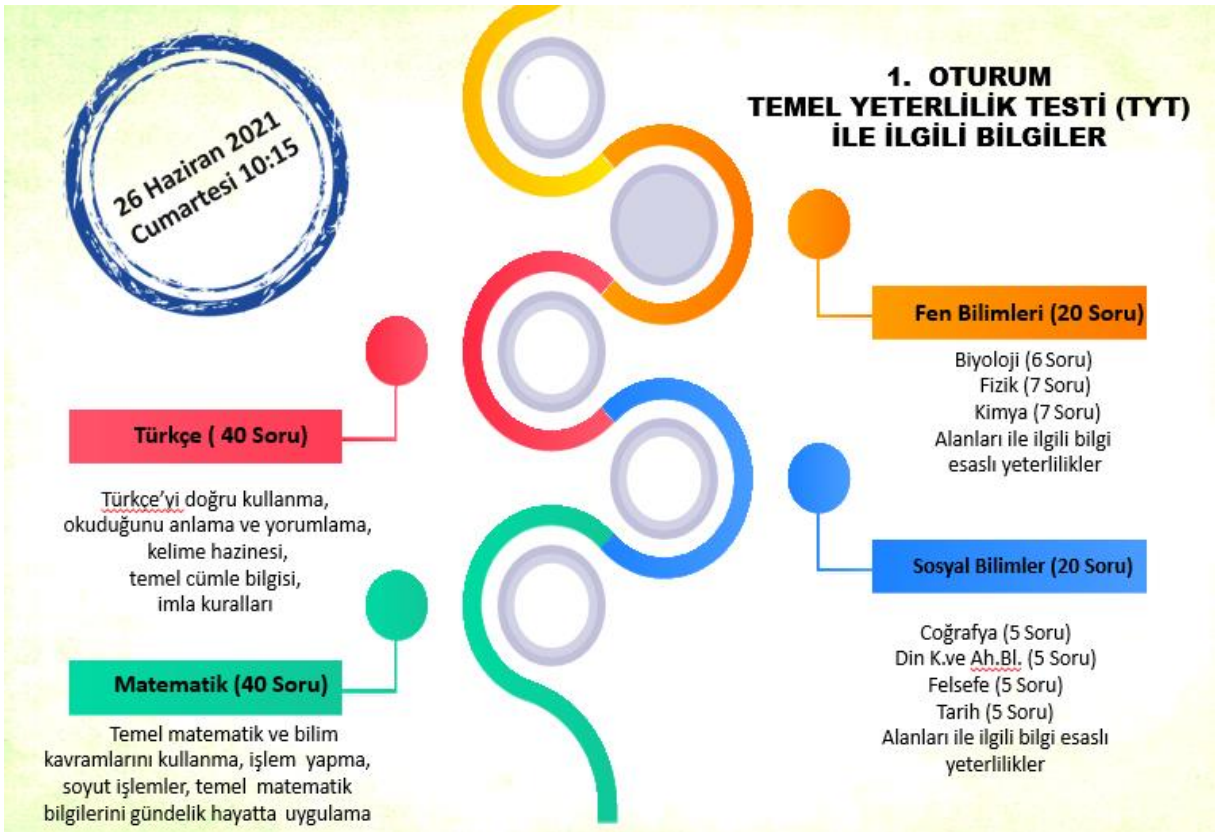 26 Haziran 2021
Cumartesi 10:15
1. OTURUM
TEMEL YETERLİLİK TESTİ (TYT)
İLE İLGİLİ BİLGİLER
Türkçe ( 40 Soru)
Türkçe’yi doğru kullanma,
okuduğunu anlama ve yorumlama,
kelime hazinesi,
temel cümle bilgisi,
imla kuralları
Matematik (40 Soru)
Temel matematik ve bilim
kavramlarını kullanma, işlem yapma,
soyut işlemler, temel matematik
bilgilerini gündelik hayatta uygulama
Fen Bilimleri (20 Soru)
Biyoloji (6 Soru)
Fizik (7 Soru)
Kimya (7 Soru)
Alanları ile ilgili bilgi
esaslı yeterlilikler
Sosyal Bilimler (20 Soru)
Coğrafya (5 Soru)
Din K.ve Ah.Bl. (5 Soru)
Felsefe (5 Soru)
Tarih (5 Soru)
Alanları ile ilgili bilgi esaslı
yeterlilikler